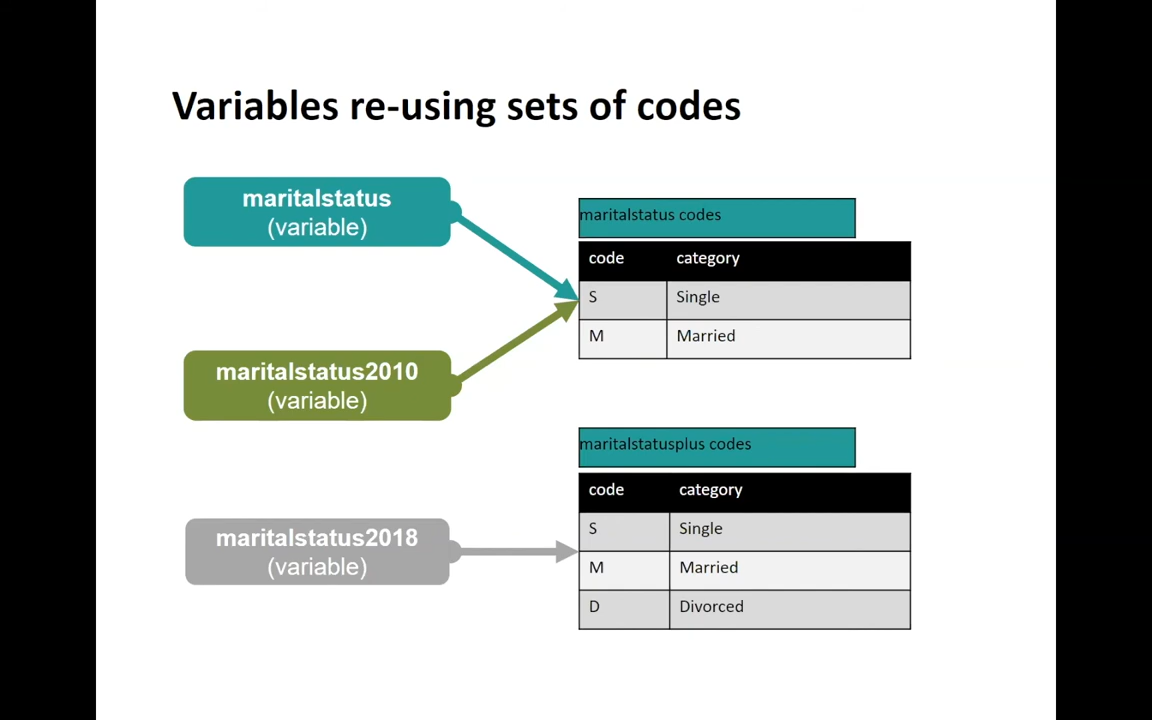 Variables re-using sets of codes
maritalstatus
(variable)
maritalstatus codes
code category
S Single
M Married
maritalstatus2010
(variable)
maritalstatusplus codes
code category
S Single
M Married
D Divorced
maritalstatus2018
(variable)